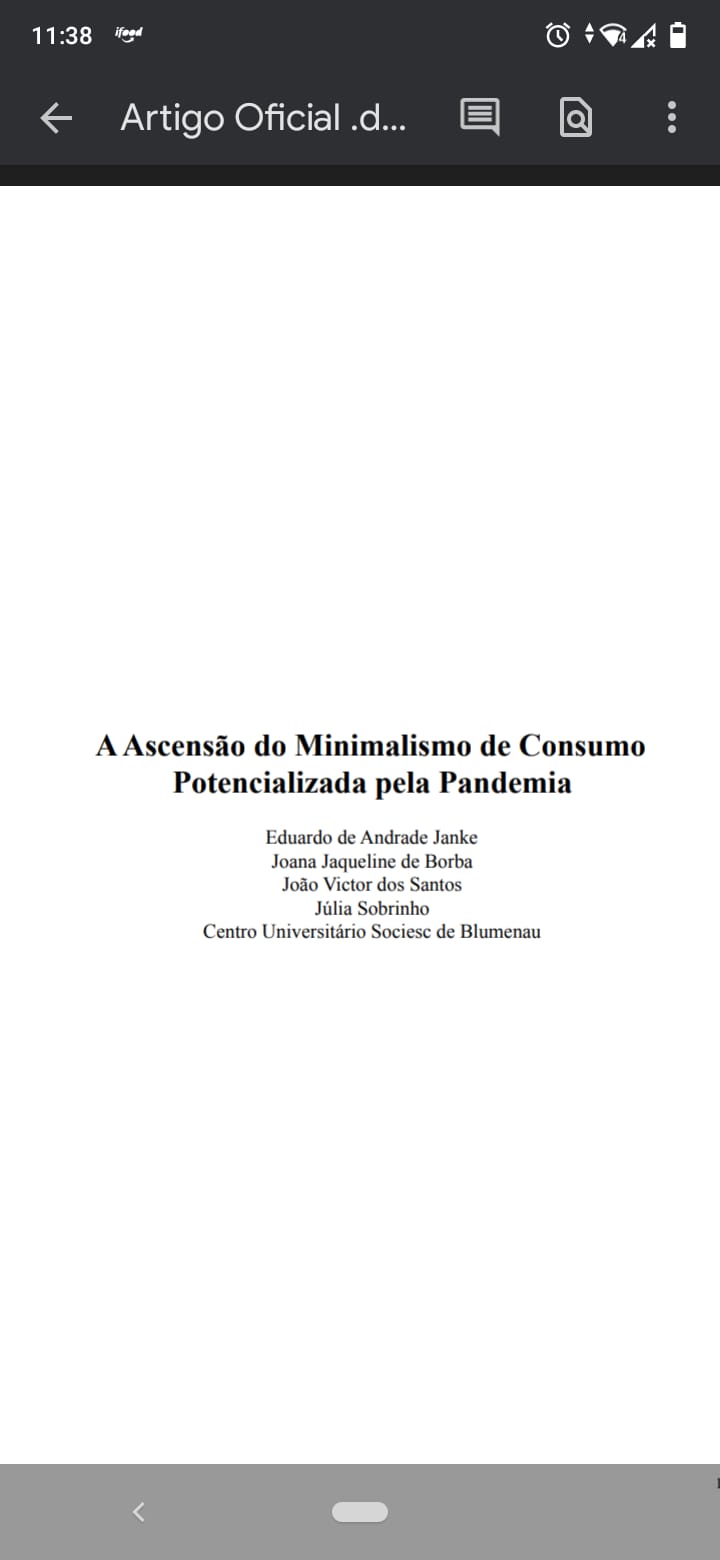 11:38 ifood
4
Artigo Oficial .d...
A Ascensão do Minimalismo de Consumo
Potencializada pela Pandemia
Eduardo de Andrade Janke
Joana Jaqueline de Borba
João Victor dos Santos
Júlia Sobrinho
Centro Universitário Sociesc de Blumenau